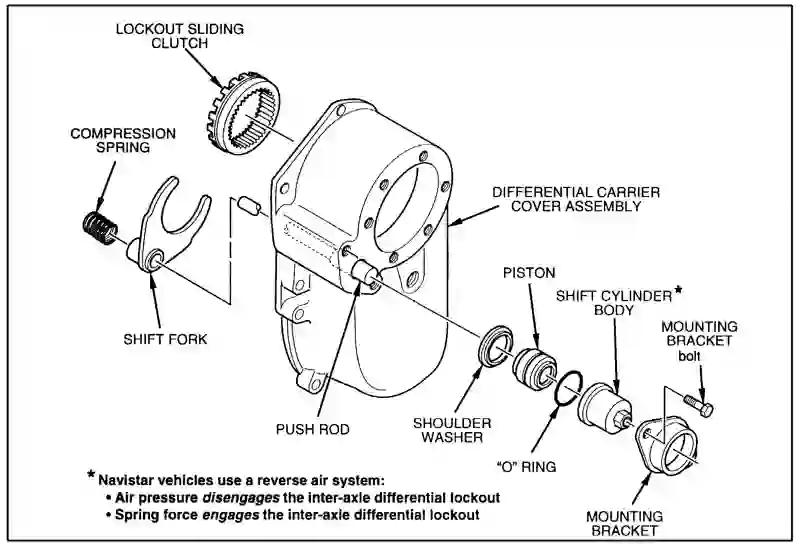 LOCKOUT SLIDING
CLUTCH
COMPRESSION
SPRING
DIFFERENTIAL CARRIER
COVER ASSEMBLY
PISTON
SHIFT CYLINDER*
BODY
MOUNTING
BRACKET
bolt
SHIFT FORK
PUSH ROD
SHOULDER
WASHER
“O” RING
MOUNTING
BRACKET
* Navistar vehicles use a reverse air system:
• Air pressure disengages the inter-axle differential lockout
• Spring force engages the inter-axle differential lockout